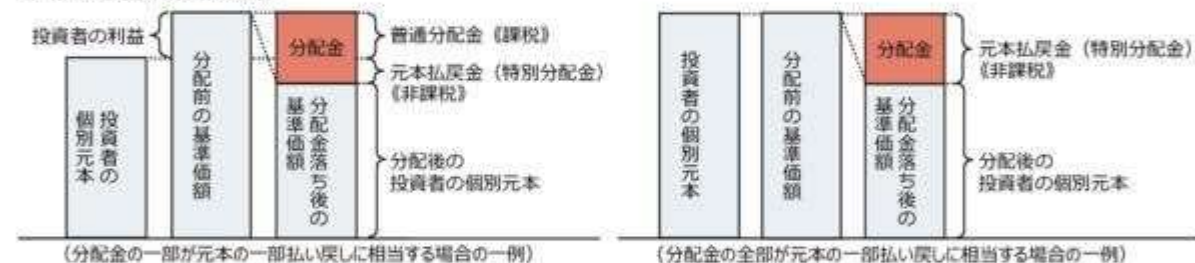 投資者の利益
投資者の
個別元本
分配前の基準価額
分配金
分配金落ち後の
基準価額
普通分配金《課税》
元本払戻金（特別分配金）
《非課税》
分配後の
投資者の個別元本
（分配金の一部が元本の一部払い戻しに相当する場合の一例）
投資者の個別元本
分配前の基準価額
分配金
分配金落ち後の
基準価額
元本払戻金（特別分配金）
《非課税》
分配後の
投資者の個別元本
（分配金の全部が元本の一部払い戻しに相当する場合の一例）